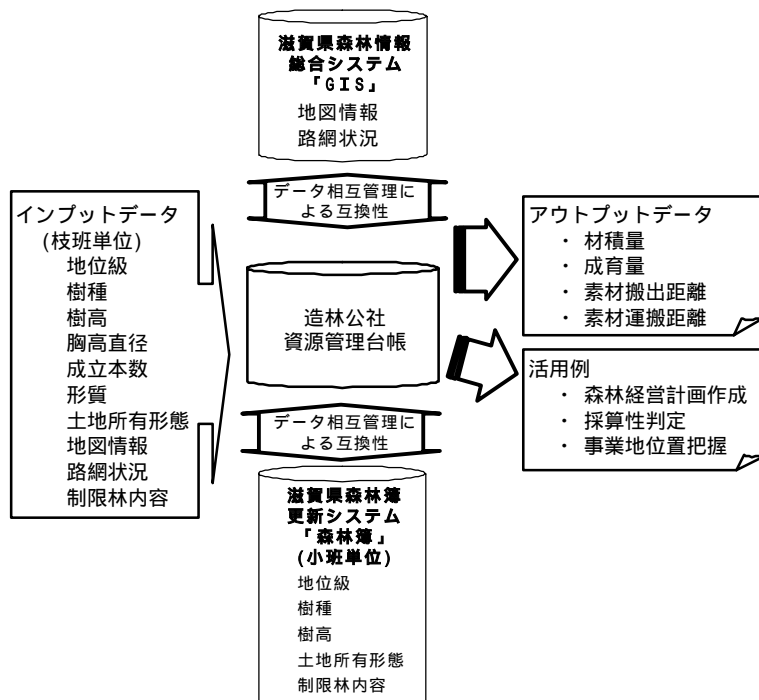 滋賀県森林情報
総合システム
「GIS」
地図情報
路網状況
データ相互管理に
よる互換性
インプットデータ
(枝班単位)
地位級
樹種
樹高
胸高直径
成立本数
形質
土地所有形態
地図情報
路網状況
制限林内容
造林公社
資源管理台帳
アウトプットデータ
・ 材積量
・ 成育量
・ 素材搬出距離
・ 素材運搬距離
活用例
・ 森林経営計画作成
・ 採算性判定
・ 事業地位置把握
データ相互管理に
よる互換性
滋賀県森林簿
更新システム
「森林簿」
(小班単位)
地位級
樹種
樹高
土地所有形態
制限林内容